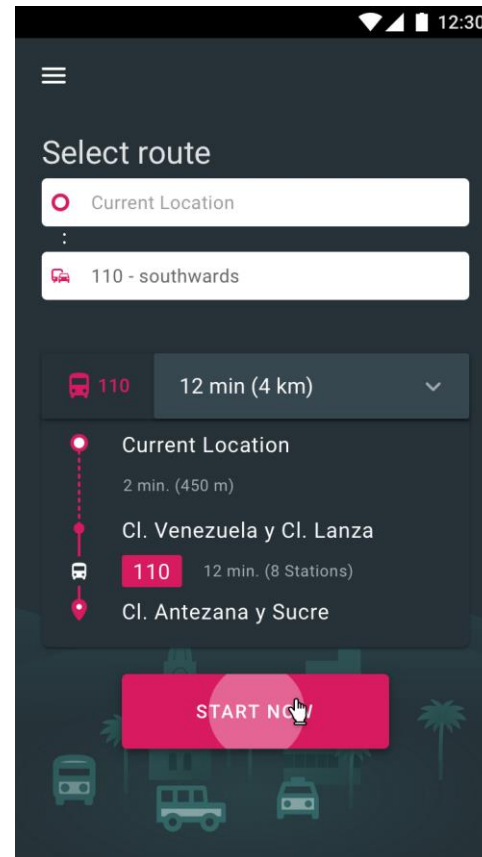 12:30
Select route
Current Location
110 - southwards
110 12 min (4 km)
Current Location
2 min. (450 m)
Cl. Venezuela y Cl. Lanza
110 12 min. (8 Stations)
Cl. Antezana y Sucre
START NOW